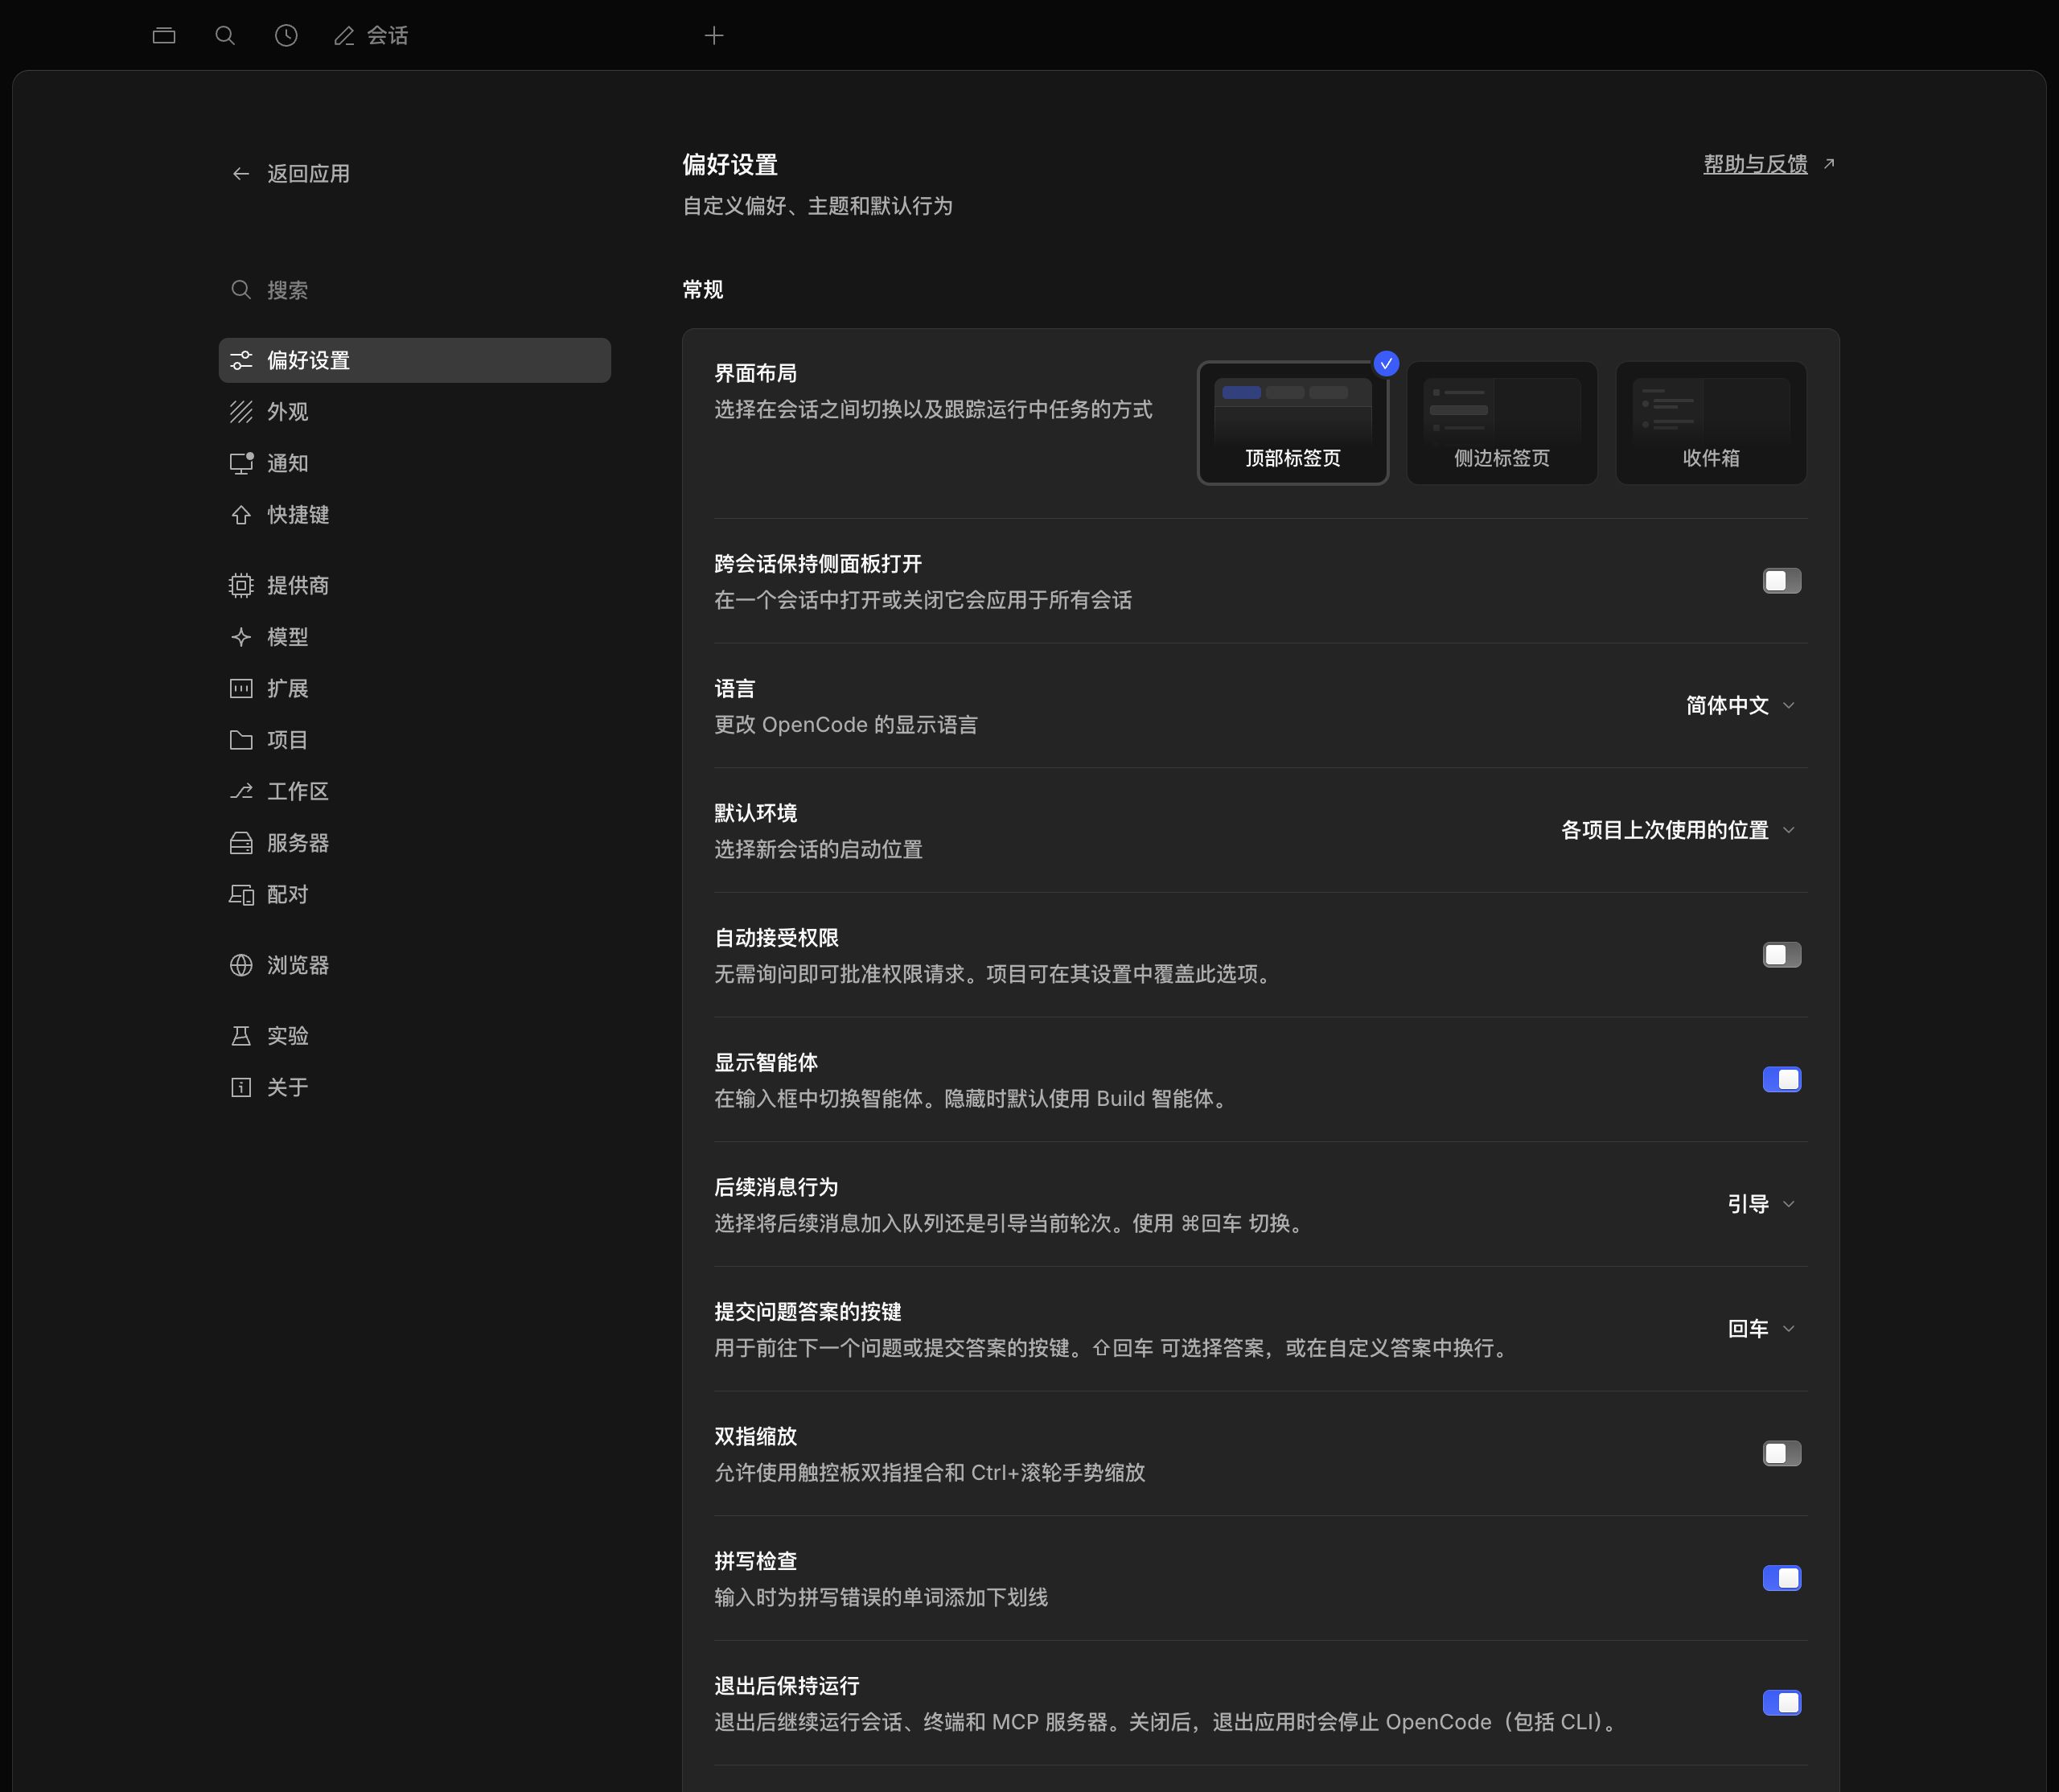 会话
返回应用
搜索
偏好设置
外观
通知
快捷键
提供商
模型
扩展
项目
工作区
服务器
配对
浏览器
实验
关于
偏好设置
帮助与反馈
自定义偏好、主题和默认行为
常规
界面布局
选择在会话之间切换以及跟踪运行中任务的方式
顶部标签页
侧边标签页
收件箱
跨会话保持侧面板打开
在一个会话中打开或关闭它会应用于所有会话
语言
更改 OpenCode 的显示语言
简体中文
默认环境
选择新会话的启动位置
各项目上次使用的位置
自动接受权限
无需询问即可批准权限请求。项目可在其设置中覆盖此选项。
显示智能体
在输入框中切换智能体。隐藏时默认使用 Build 智能体。
后续消息行为
选择将后续消息加入队列还是引导当前轮次。使用 ⌘回车 切换。
引导
提交问题答案的按键
用于前往下一个问题或提交答案的按键。⇧回车 可选择答案，或在自定义答案中换行。
回车
双指缩放
允许使用触控板双指捏合和 Ctrl+滚轮手势缩放
拼写检查
输入时为拼写错误的单词添加下划线
退出后保持运行
退出后继续运行会话、终端和 MCP 服务器。关闭后，退出应用时会停止 OpenCode（包括 CLI）。